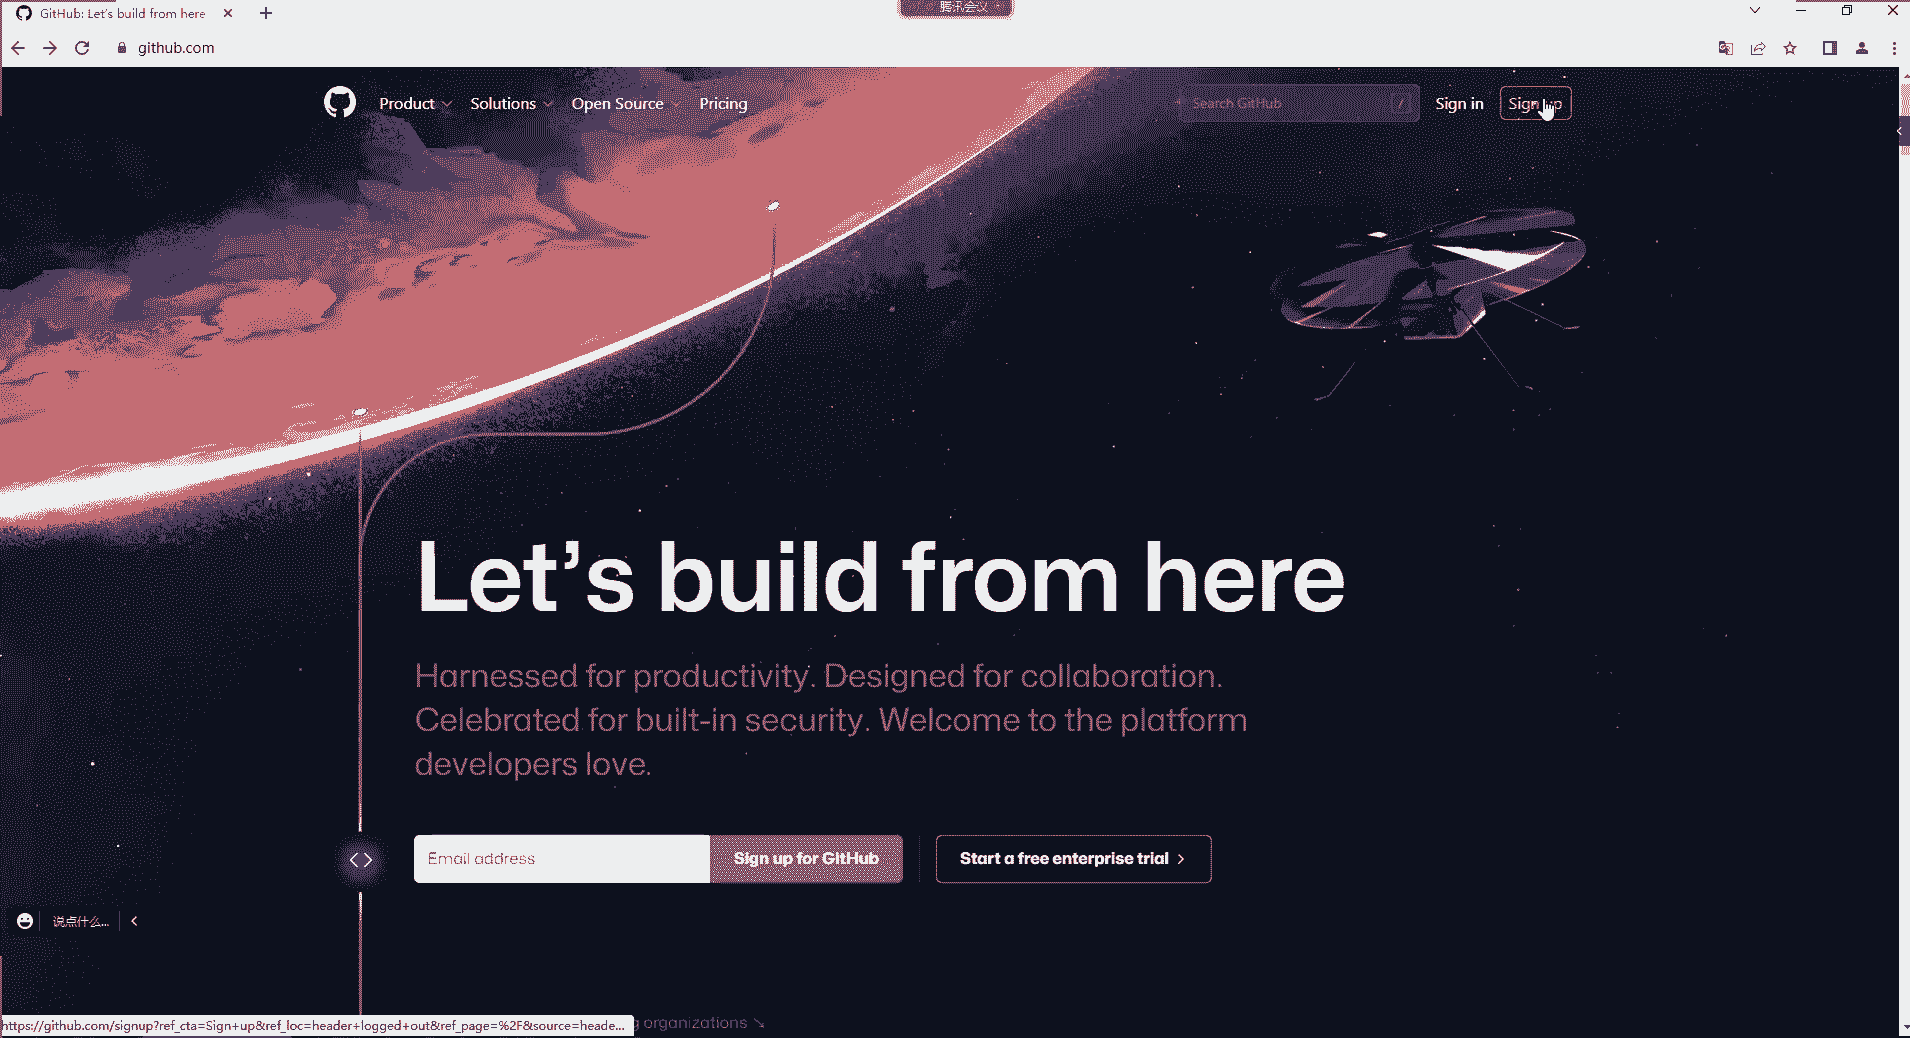 GitHub: Let's build from here
腾讯会议
github.com
Product
Solutions
Open Source
Pricing
Search GitHub
/
Sign in
Sign up
Let's build from here
Harnessed for productivity. Designed for collaboration.
Celebrated for built-in security. Welcome to the platform
developers love.
Email address
Sign up for GitHub
Start a free enterprise trial
说点什么...
https://github.com/signup?ref_cta=Sign+up&ref_loc=header+logged+out&ref_page=%2F&source=heade...
organizations